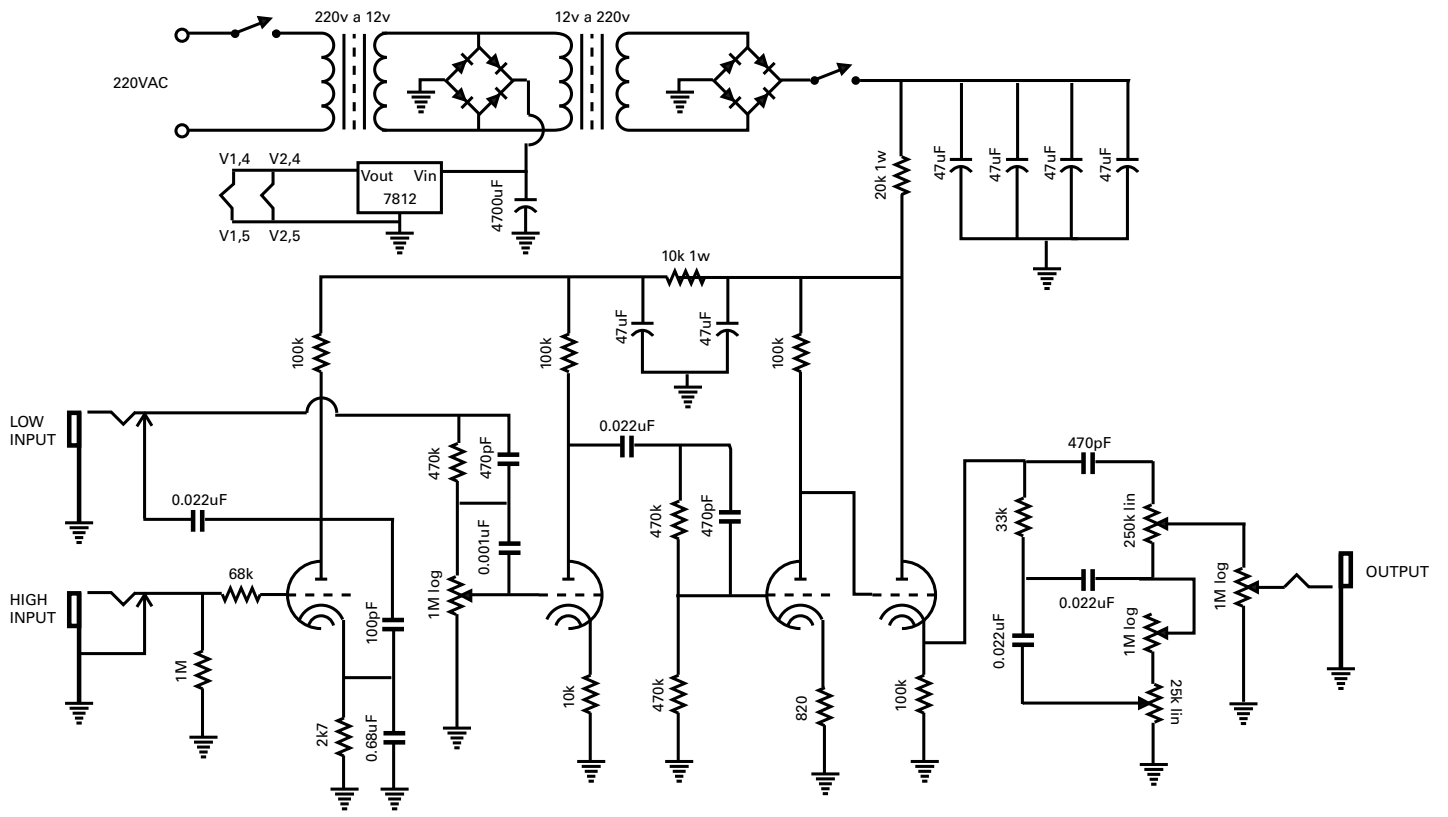 220v a 12v
12v a 220v
220VAC
V1,4
V2,4
Vout
Vin
7812
V1,5
V2,5
4700uF
20k 1w
47uF
47uF
47uF
47uF
10k 1w
47uF
47uF
100k
100k
100k
LOW
INPUT
0.022uF
470k
470pF
0.022uF
470k
470pF
470pF
33k
250k lin
0.001uF
68k
HIGH
INPUT
1M log
100pF
1M
0.022uF
1M log
1M log
OUTPUT
0.022uF
2k7
0.68uF
10k
470k
820
100k
25k lin